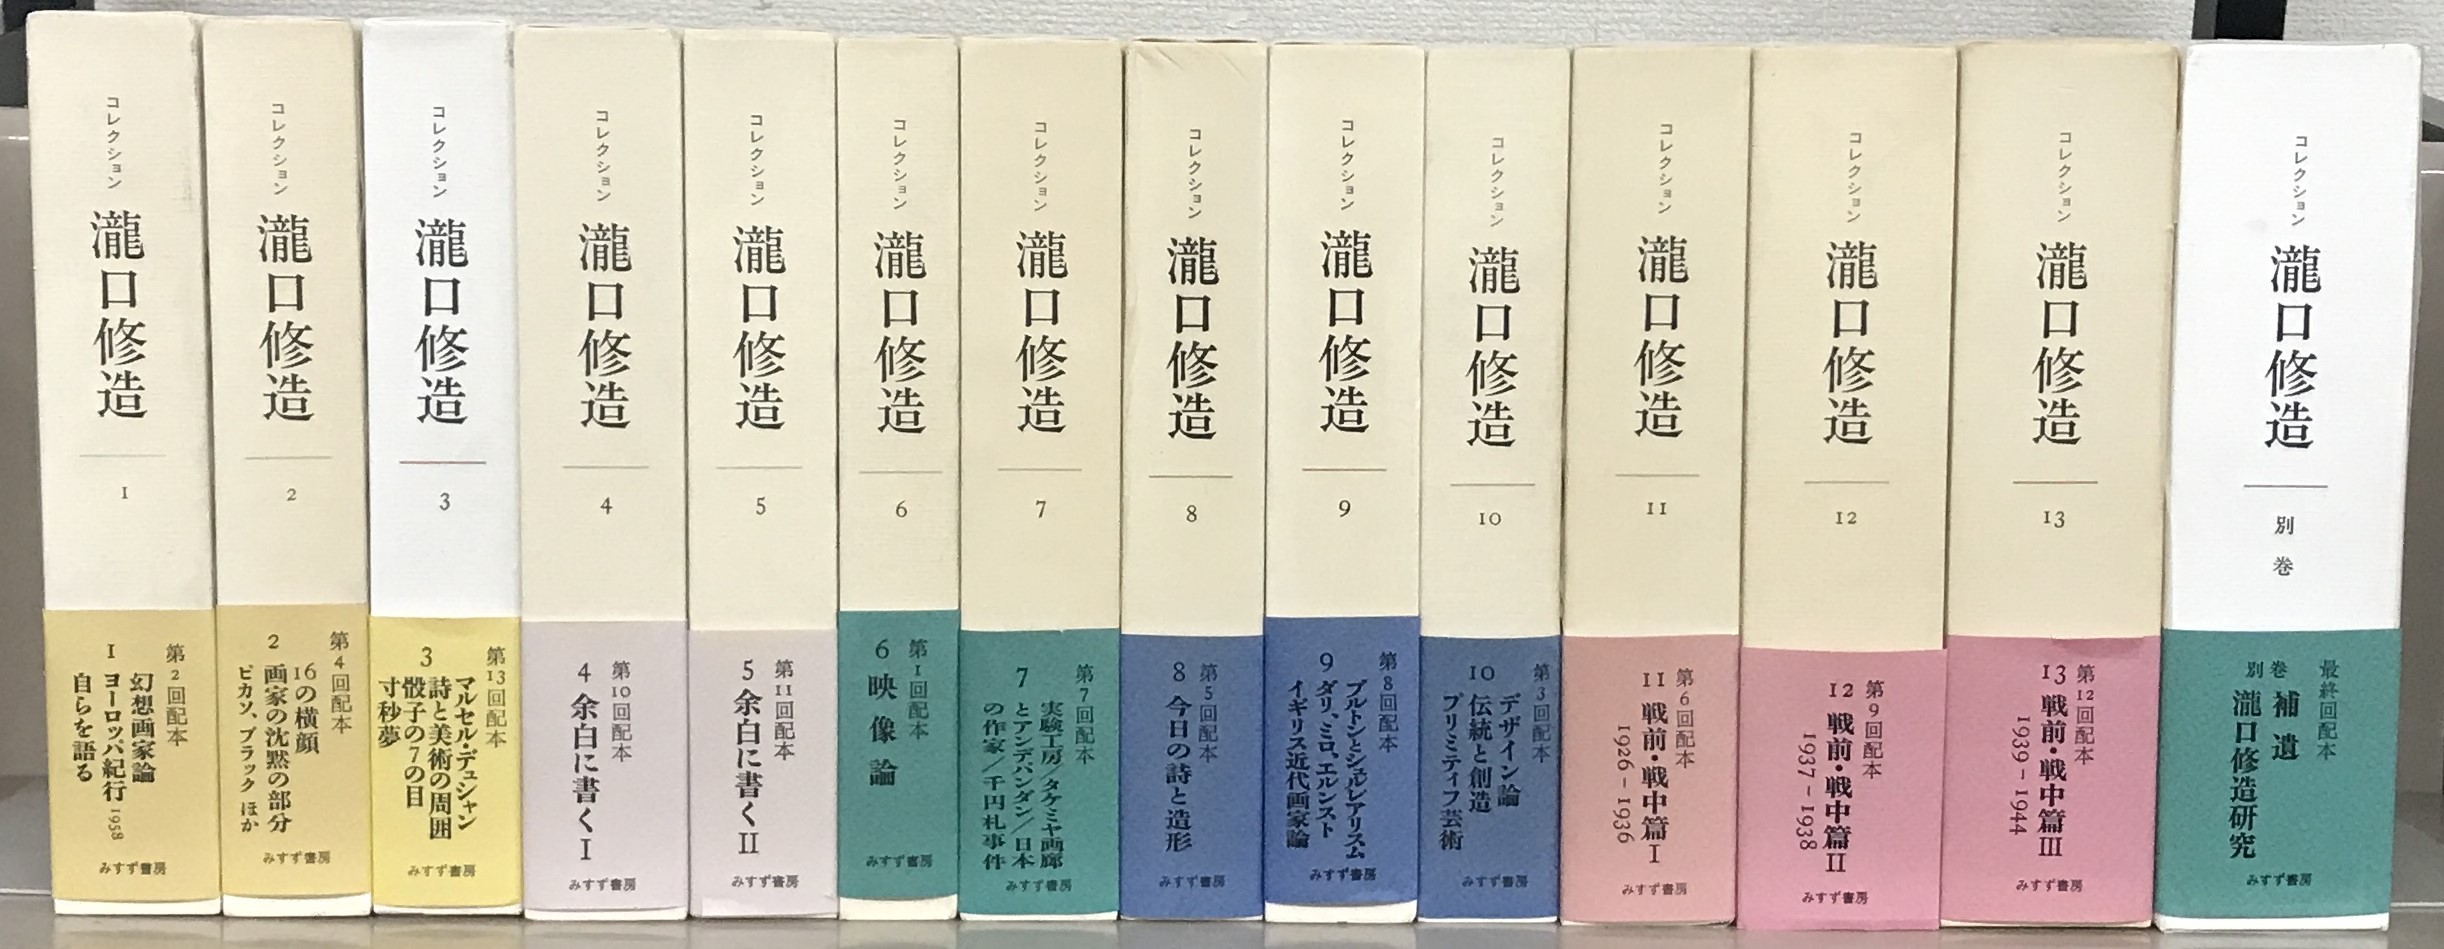 コレクション
瀧口修造
1
第2回配本
幻想画家論
1 ヨーロッパ紀行 1958
自らを語る
みすず書房
コレクション
瀧口修造
2
第4回配本
16の横顔
2 画家の沈黙の部分
ピカソ、ブラック ほか
みすず書房
コレクション
瀧口修造
3
第13回配本
マルセル・デュシャン
詩と美術の周囲
3 骰子の7の目
寸秒夢
みすず書房
コレクション
瀧口修造
4
第10回配本
4 余白に書くI
みすず書房
コレクション
瀧口修造
5
第11回配本
5 余白に書くII
みすず書房
コレクション
瀧口修造
6
第1回配本
6 映像論
みすず書房
コレクション
瀧口修造
7
第7回配本
実験工房/タケミヤ画廊
7 とアンデパンダン/日本
の作家/千円札事件
みすず書房
コレクション
瀧口修造
8
第5回配本
8 今日の詩と造形
みすず書房
コレクション
瀧口修造
9
第8回配本
ブルトンとシュルレアリスム
9 ダリ、ミロ、エルンスト
イギリス近代画家論
みすず書房
コレクション
瀧口修造
10
第3回配本
デザイン論
10 伝統と創造
プリミティフ芸術
みすず書房
コレクション
瀧口修造
11
第6回配本
11 戦前・戦中篇I
1926-1936
みすず書房
コレクション
瀧口修造
12
第9回配本
12 戦前・戦中篇II
1937-1938
みすず書房
コレクション
瀧口修造
13
第12回配本
13 戦前・戦中篇III
1939-1944
みすず書房
コレクション
瀧口修造
別巻
最終回配本
別巻 補遺
瀧口修造研究
みすず書房